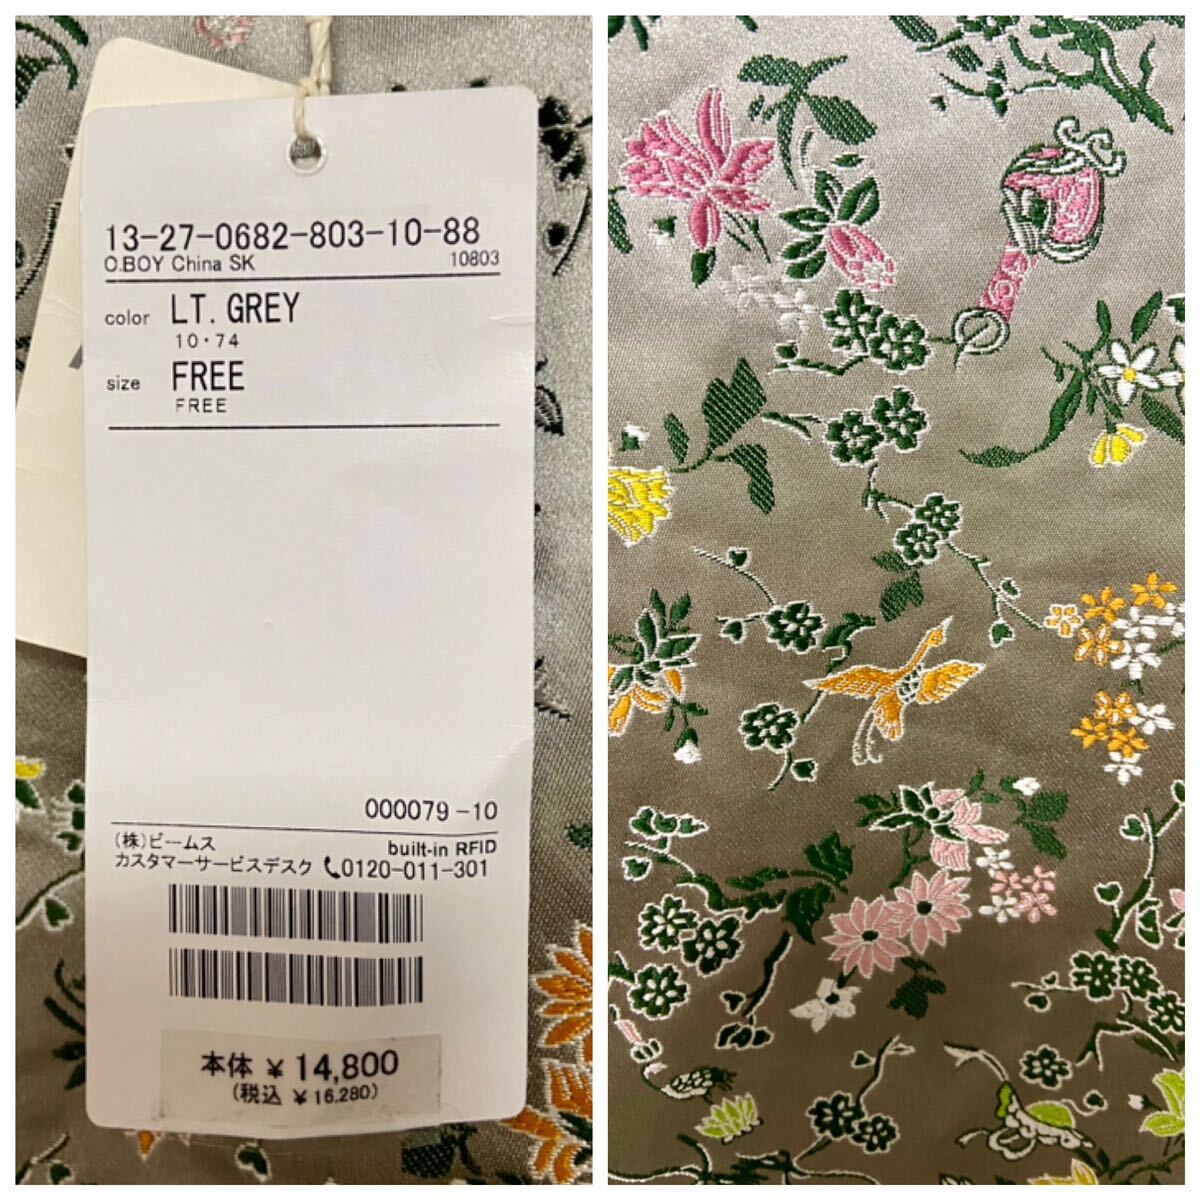 13-27-0682-803-10-88
O.BOY China SK 10803
color LT. GREY
10・74
size FREE
FREE
000079-10
(株)ビームス built-in RFID
カスタマーサービスデスク 0120-011-301
本体 ¥ 14,800
(税込 ¥ 16,280)